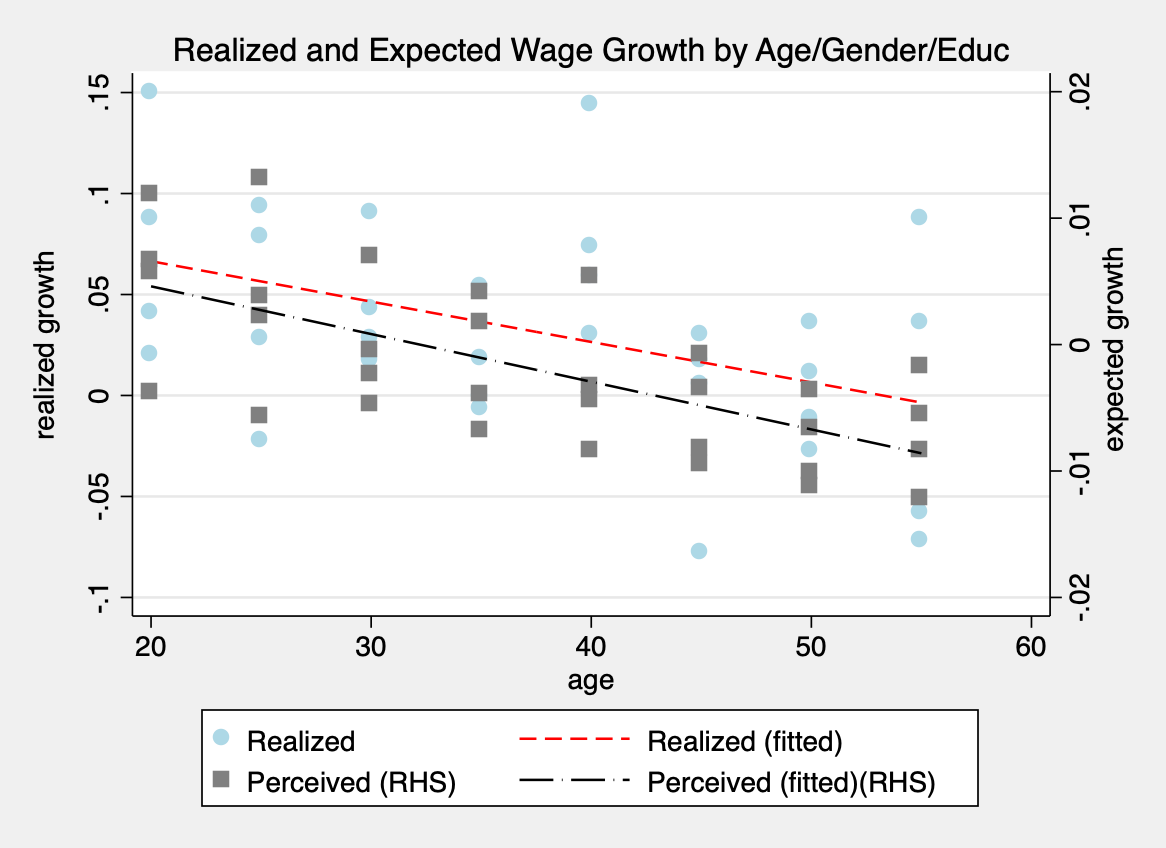 Realized and Expected Wage Growth by Age/Gender/Educ
.15
.1
.05
0
-.05
-.1
realized growth
.02
.01
0
-.01
-.02
expected growth
20 30 40 50 60
age
Realized
Realized (fitted)
Perceived (RHS)
Perceived (fitted)(RHS)